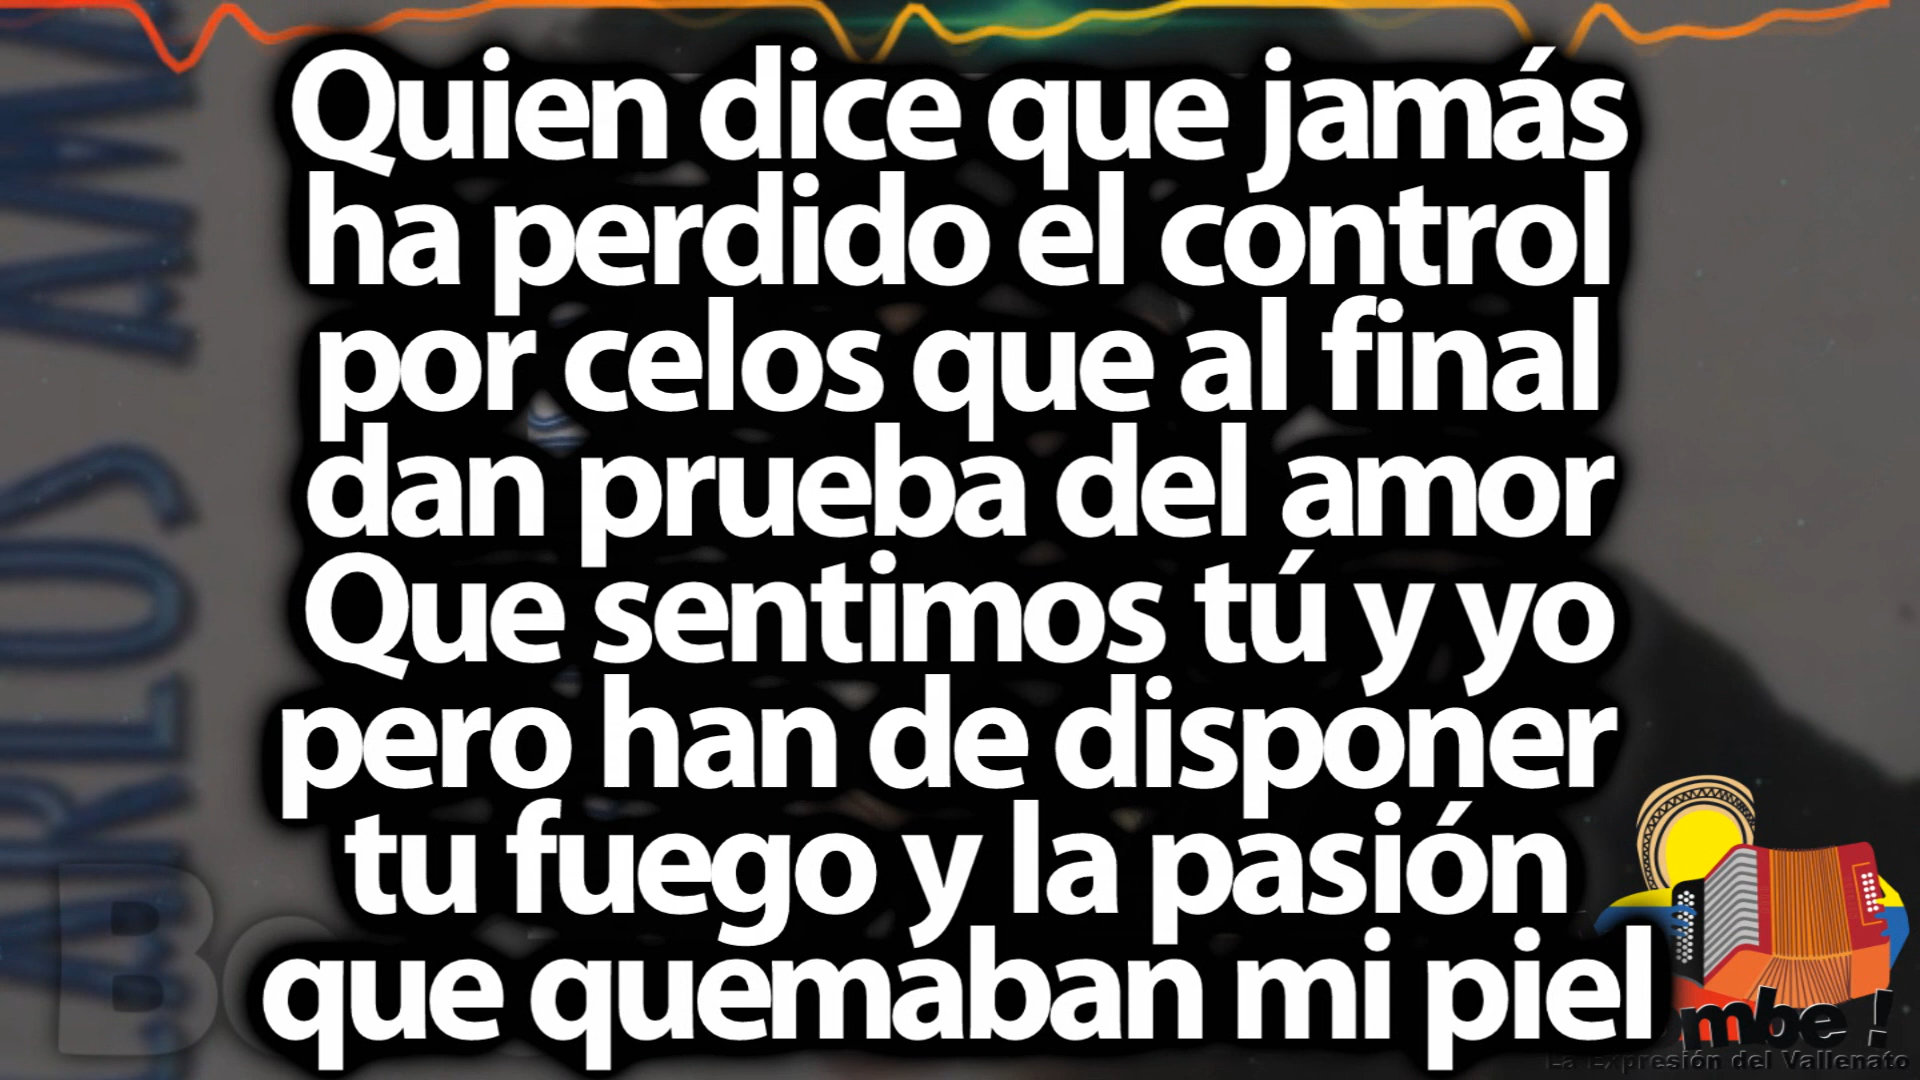 Quien dice que jamás
ha perdido el control
por celos que al final
dan prueba del amor
Que sentimos tú y yo
pero han de disponer
tu fuego y la pasión
que quemaban mi piel
La Expresión del Vallenato